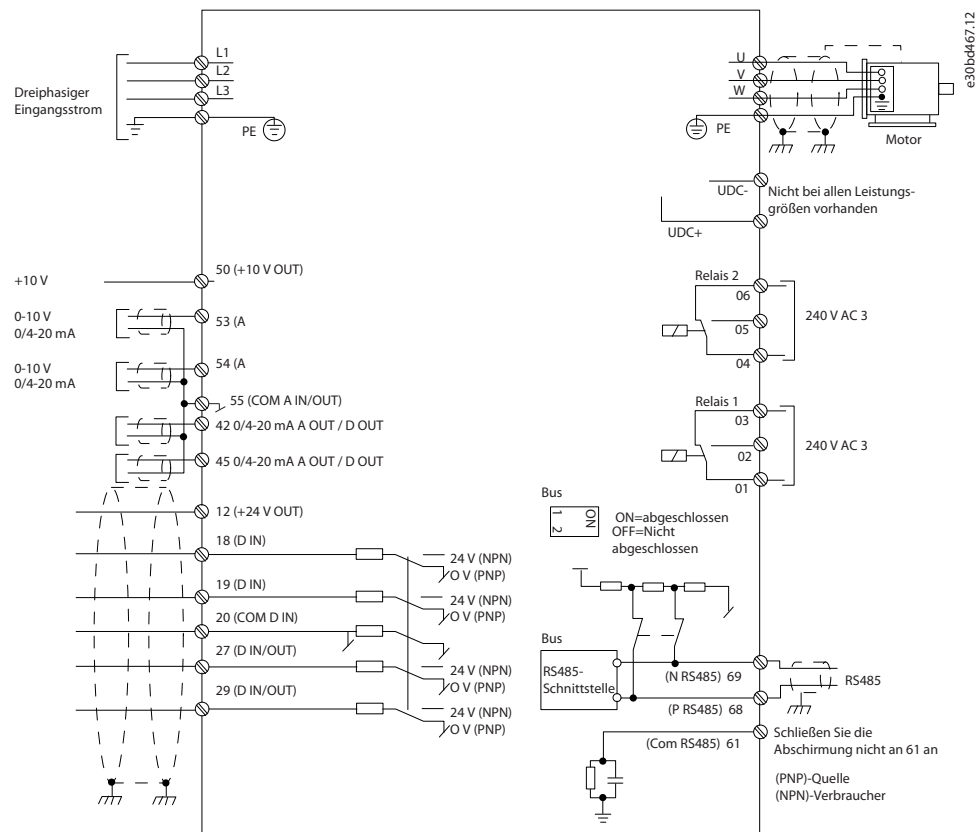 e30bd467.12
L1
L2
L3
Dreiphasiger
Eingangsstrom
PE
U
V
W
PE
Motor
UDC-
Nicht bei allen Leistungs-
größen vorhanden
UDC+
+10 V
50 (+10 V OUT)
0-10 V
0/4-20 mA
53 (A
0-10 V
0/4-20 mA
54 (A
55 (COM A IN/OUT)
42 0/4-20 mA A OUT / D OUT
45 0/4-20 mA A OUT / D OUT
12 (+24 V OUT)
18 (D IN)
24 V (NPN)
O V (PNP)
19 (D IN)
24 V (NPN)
O V (PNP)
20 (COM D IN)
27 (D IN/OUT)
24 V (NPN)
O V (PNP)
29 (D IN/OUT)
24 V (NPN)
O V (PNP)
Relais 2
06
05
04
240 V AC 3
Relais 1
03
02
01
240 V AC 3
Bus
1 2
ON
ON=abgeschlossen
OFF=Nicht
abgeschlossen
Bus
RS485-
Schnittstelle
(N RS485) 69
RS485
(P RS485) 68
(Com RS485) 61
Schließen Sie die
Abschirmung nicht an 61 an
(PNP)-Quelle
(NPN)-Verbraucher